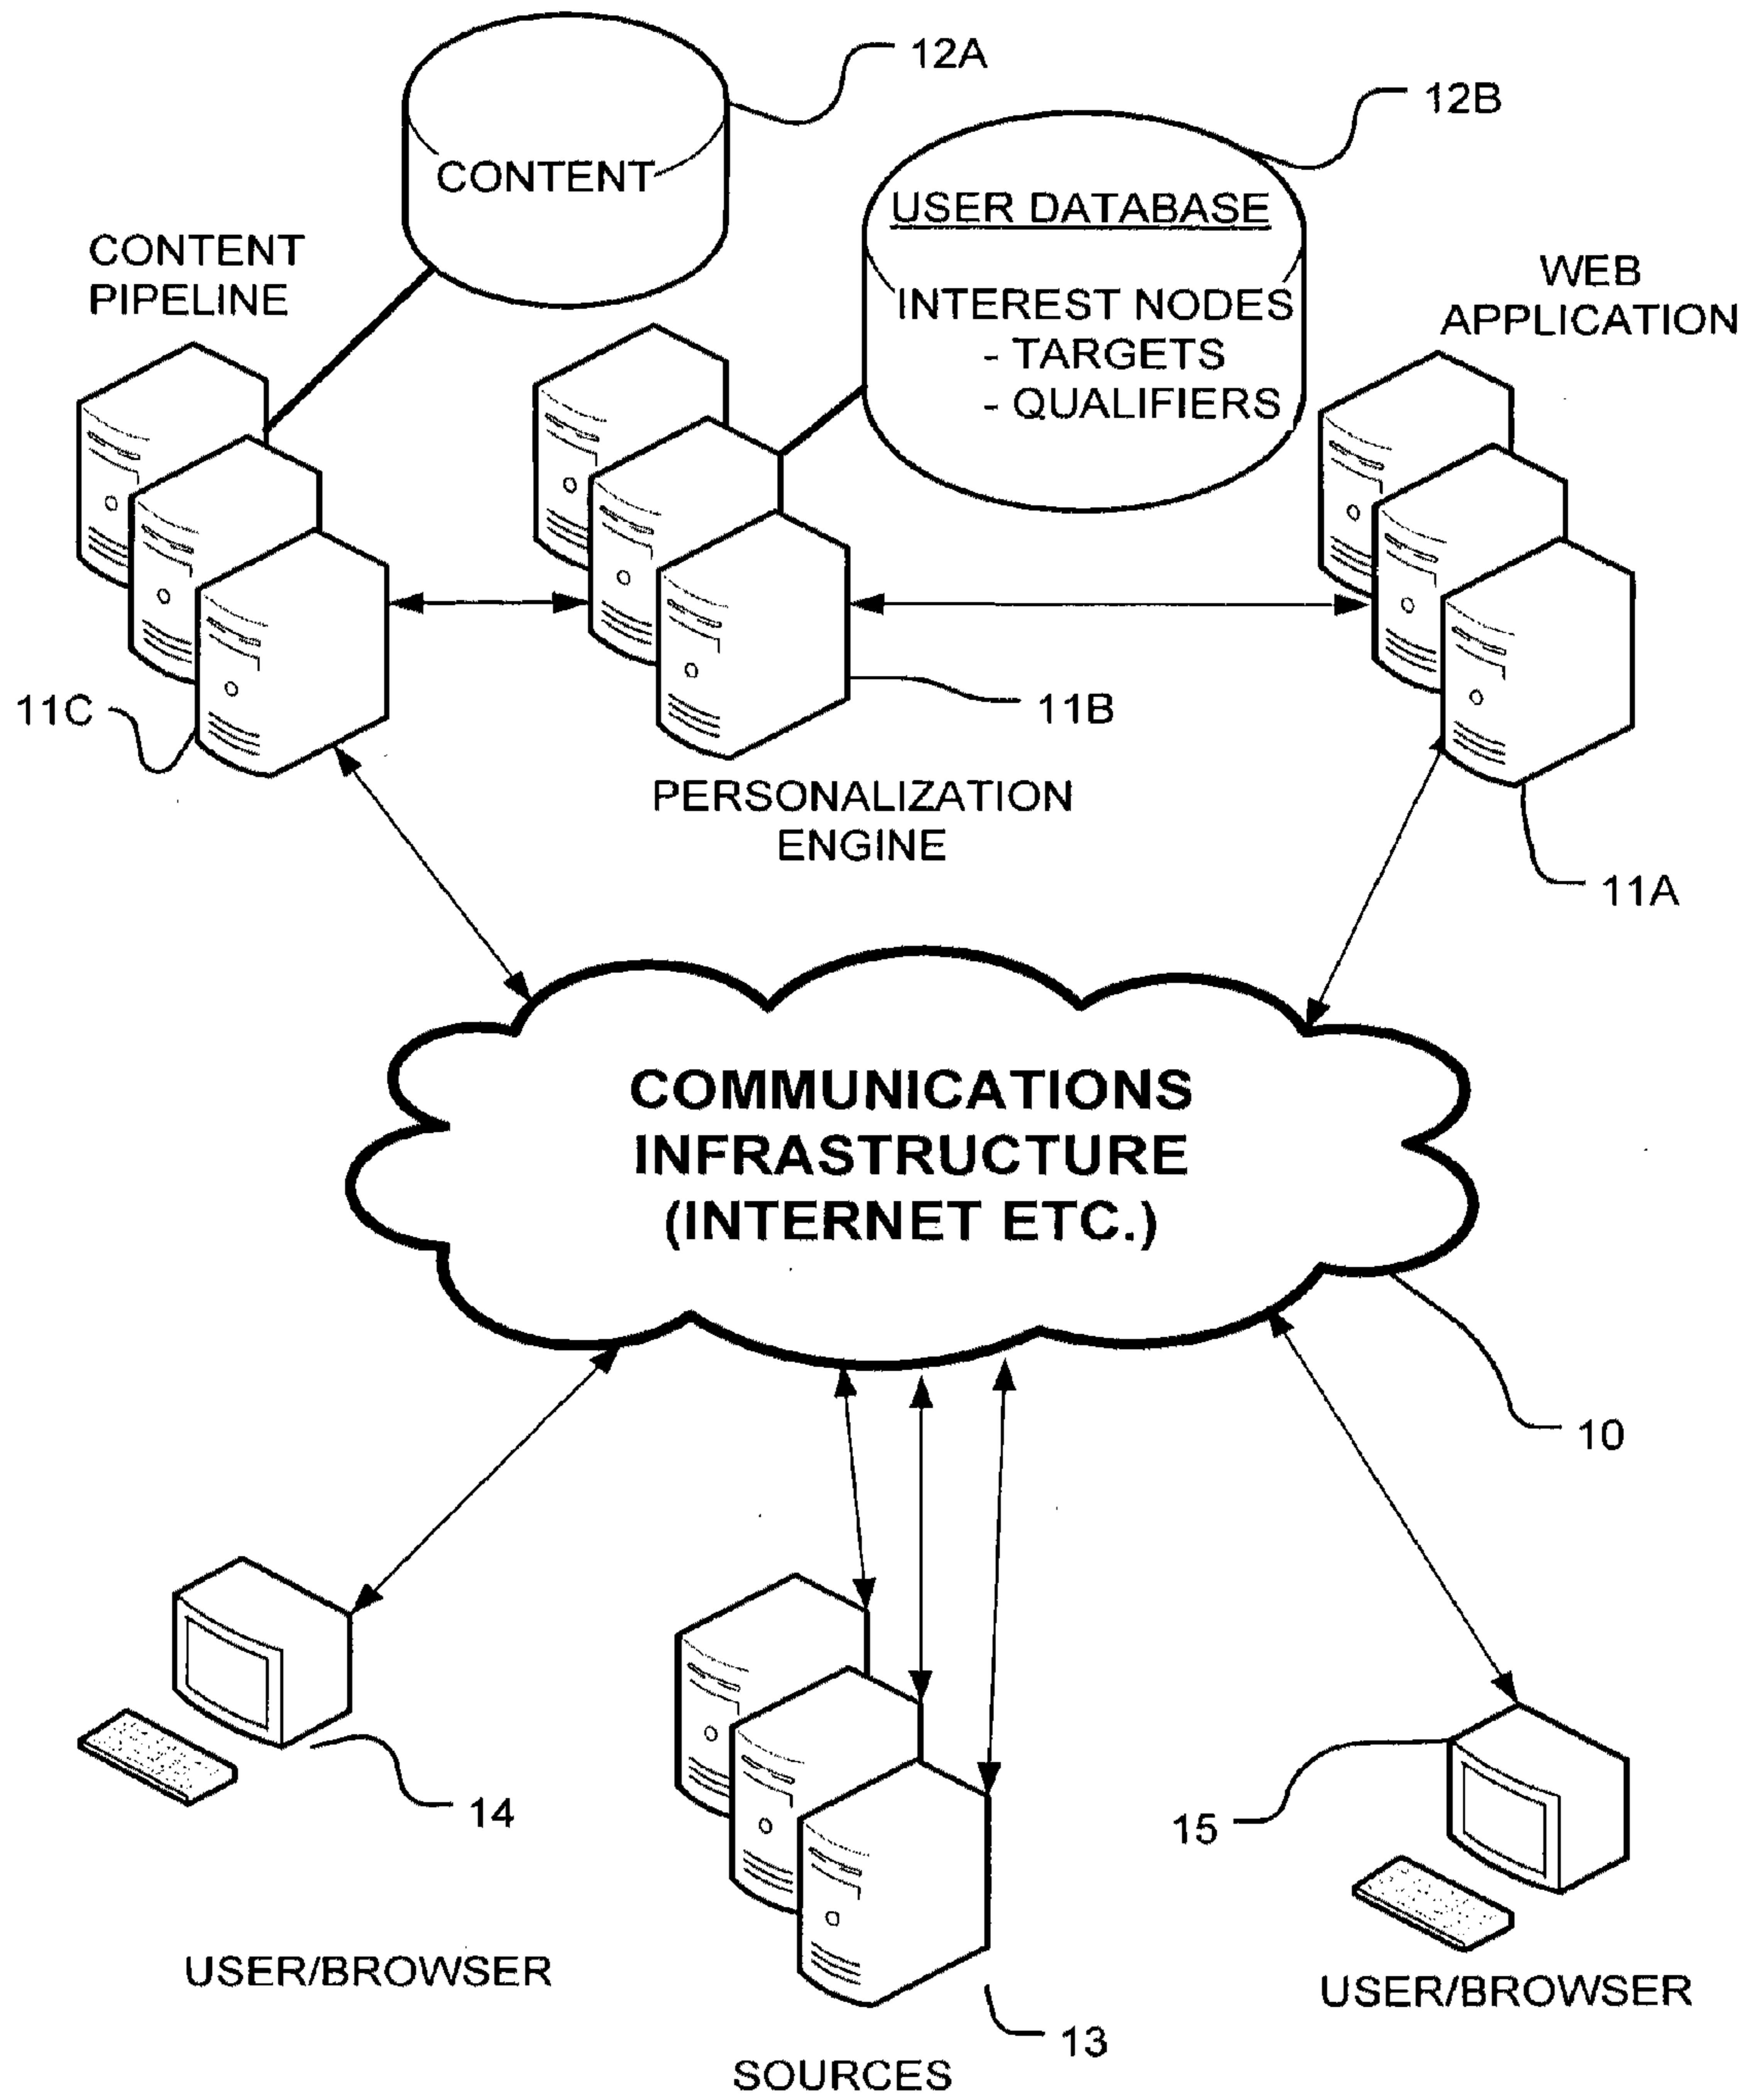 12A
12B
CONTENT
USER DATABASE
CONTENT
PIPELINE
INTEREST NODES
- TARGETS
- QUALIFIERS
WEB
APPLICATION
11C
11B
PERSONALIZATION
ENGINE
11A
COMMUNICATIONS
INFRASTRUCTURE
(INTERNET ETC.)
10
14
15
USER/BROWSER
USER/BROWSER
13
SOURCES